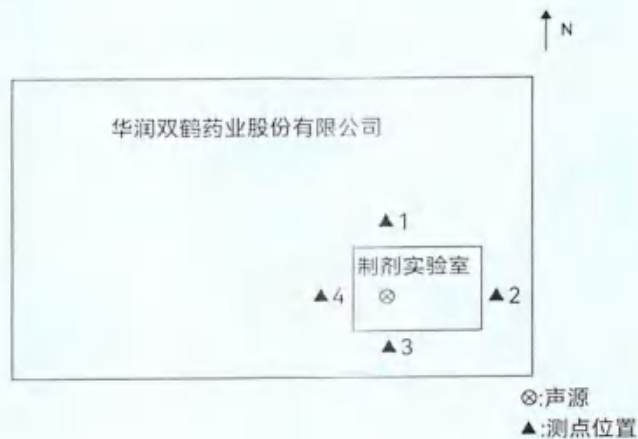 N
华润双鹤药业股份有限公司
▲1
制剂实验室
▲4 ⊗ ▲2
▲3
⊗:声源
▲:测点位置